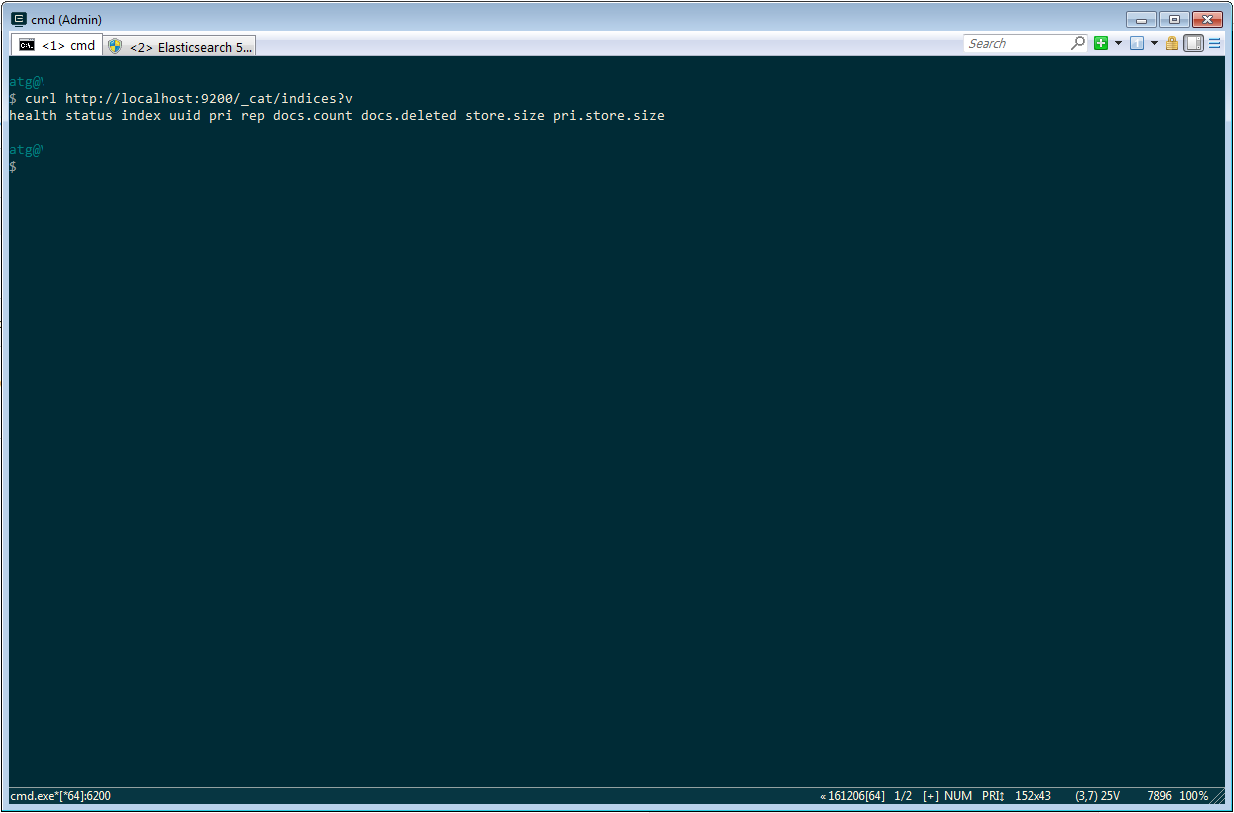 cmd (Admin)
<1> cmd
<2> Elasticsearch 5...
Search
atg@'
$ curl http://localhost:9200/_cat/indices?v
health status index uuid pri rep docs.count docs.deleted store.size pri.store.size
atg@'
$
cmd.exe*[*64]:6200
«161206[64] 1/2 [+] NUM PRI↕ 152x43 (3,7) 25V 7896 100%